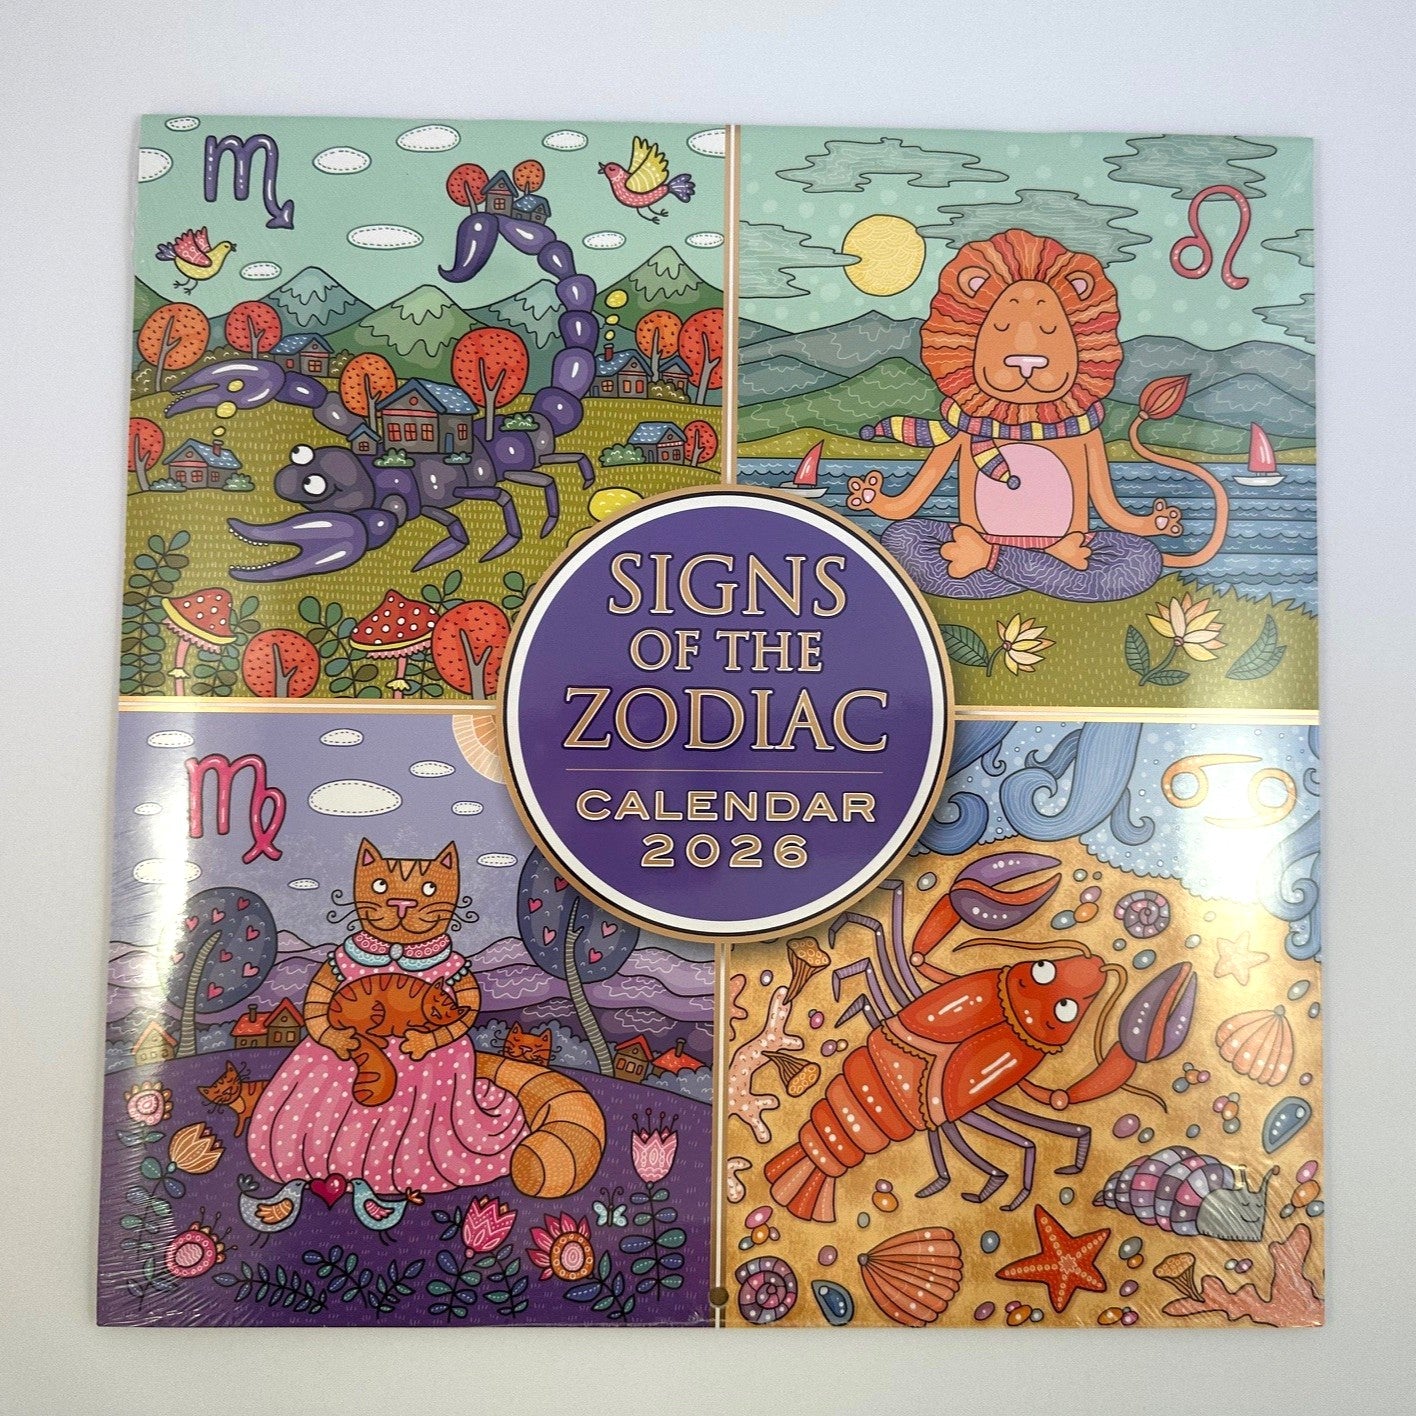 SIGNS
OF THE
ZODIAC
CALENDAR
2026